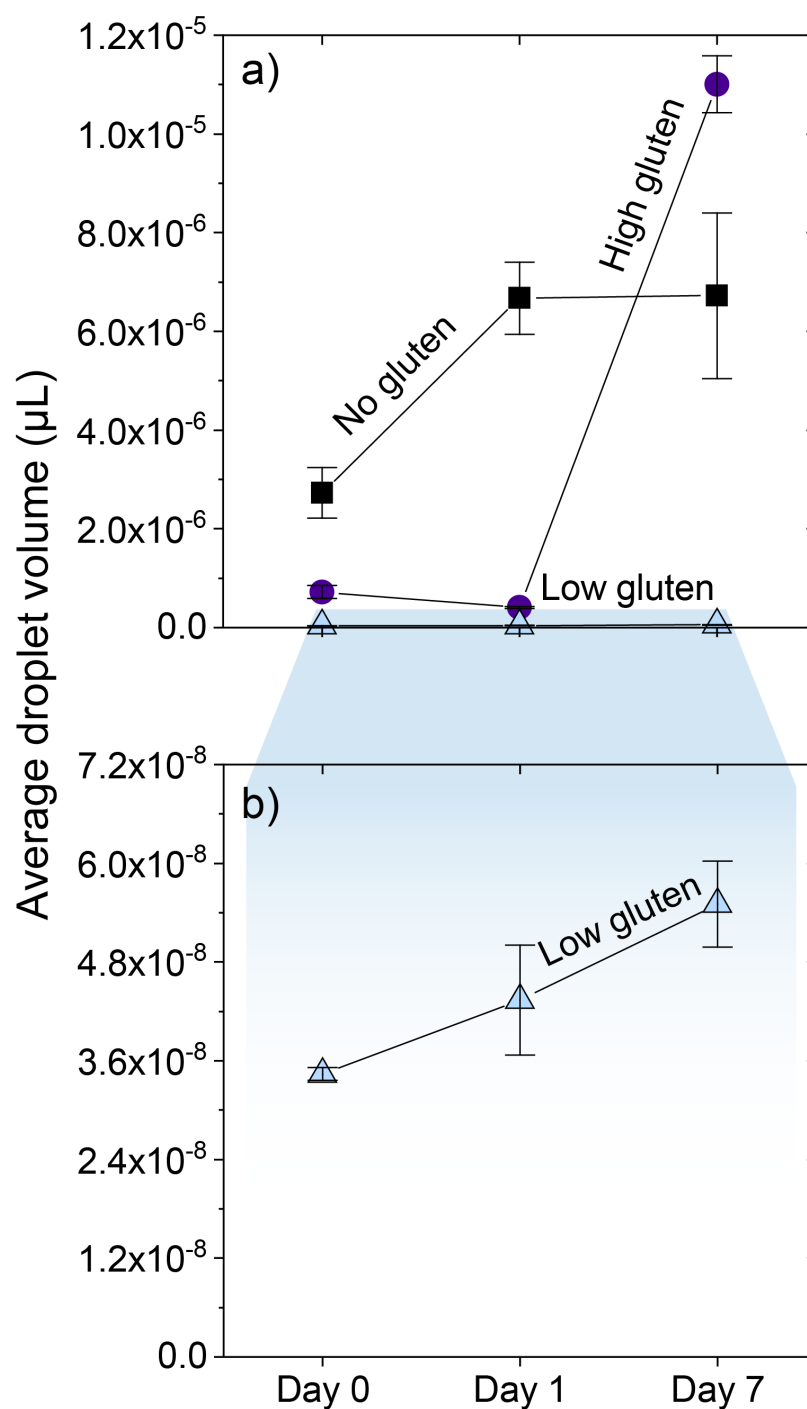 Average droplet volume (µL)
1.2x10⁻⁵
1.0x10⁻⁵
8.0x10⁻⁶
6.0x10⁻⁶
4.0x10⁻⁶
2.0x10⁻⁶
0.0
a)
No gluten
High gluten
Low gluten
7.2x10⁻⁸
6.0x10⁻⁸
4.8x10⁻⁸
3.6x10⁻⁸
2.4x10⁻⁸
1.2x10⁻⁸
0.0
b)
Low gluten
Day 0 Day 1 Day 7